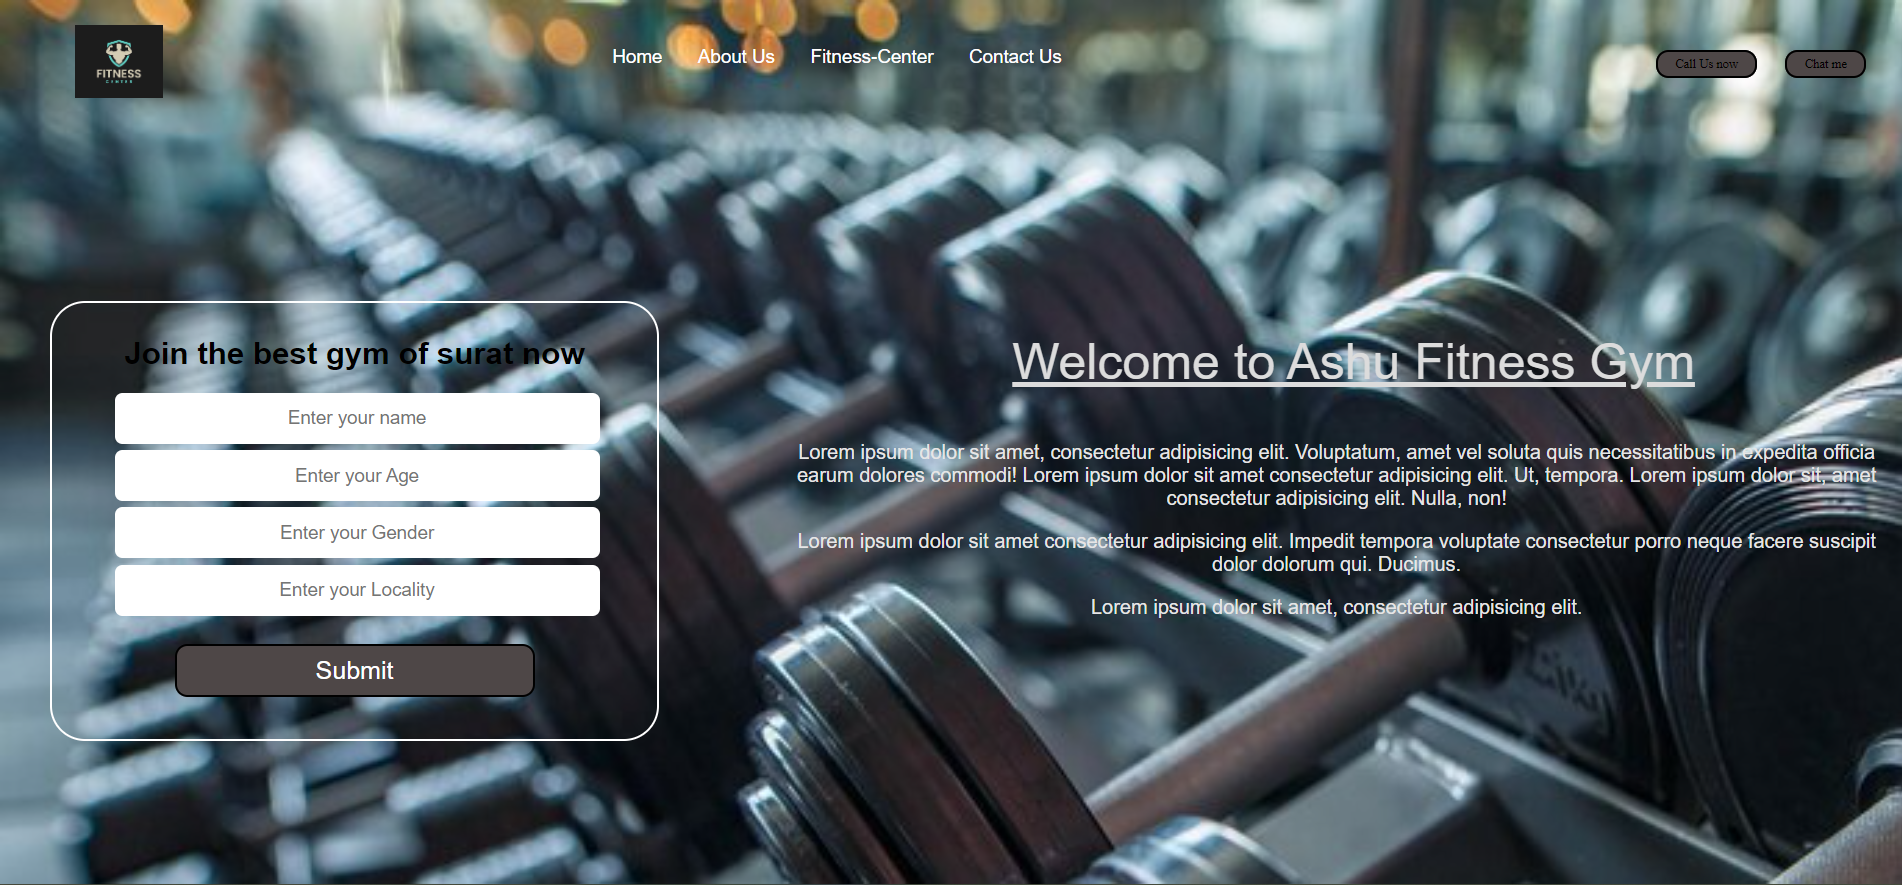 FITNESS
CENTER
Home
About Us
Fitness-Center
Contact Us
Call Us now
Chat me
Join the best gym of surat now
Enter your name
Enter your Age
Enter your Gender
Enter your Locality
Submit
Welcome to Ashu Fitness Gym
Lorem ipsum dolor sit amet, consectetur adipisicing elit. Voluptatum, amet vel soluta quis necessitatibus in expedita officia
earum dolores commodi! Lorem ipsum dolor sit amet consectetur adipisicing elit. Ut, tempora. Lorem ipsum dolor sit, amet
consectetur adipisicing elit. Nulla, non!
Lorem ipsum dolor sit amet consectetur adipisicing elit. Impedit tempora voluptate consectetur porro neque facere suscipit
dolor dolorum qui. Ducimus.
Lorem ipsum dolor sit amet, consectetur adipisicing elit.